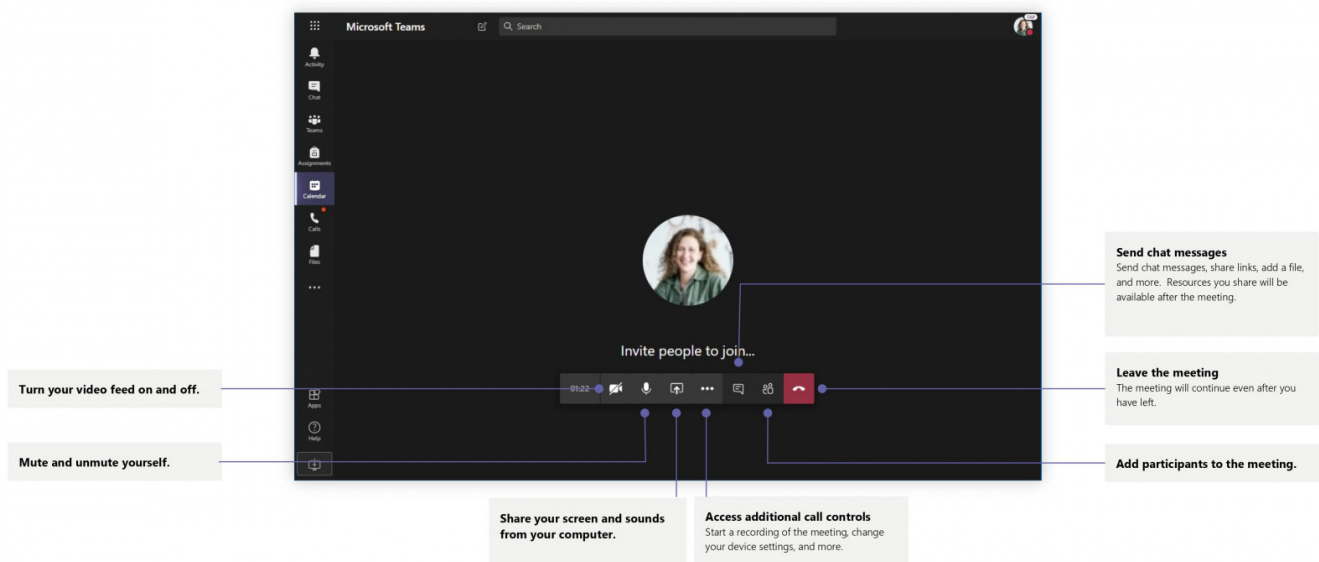 Microsoft Teams
Search
Activity
Chat
Teams
Assignments
Calendar
Calls
Files
Apps
Help
Invite people to join...
01:22
Turn your video feed on and off.
Mute and unmute yourself.
Share your screen and sounds
from your computer.
Access additional call controls
Start a recording of the meeting, change
your device settings, and more.
Send chat messages
Send chat messages, share links, add a file,
and more. Resources you share will be
available after the meeting.
Leave the meeting
The meeting will continue even after you
have left.
Add participants to the meeting.